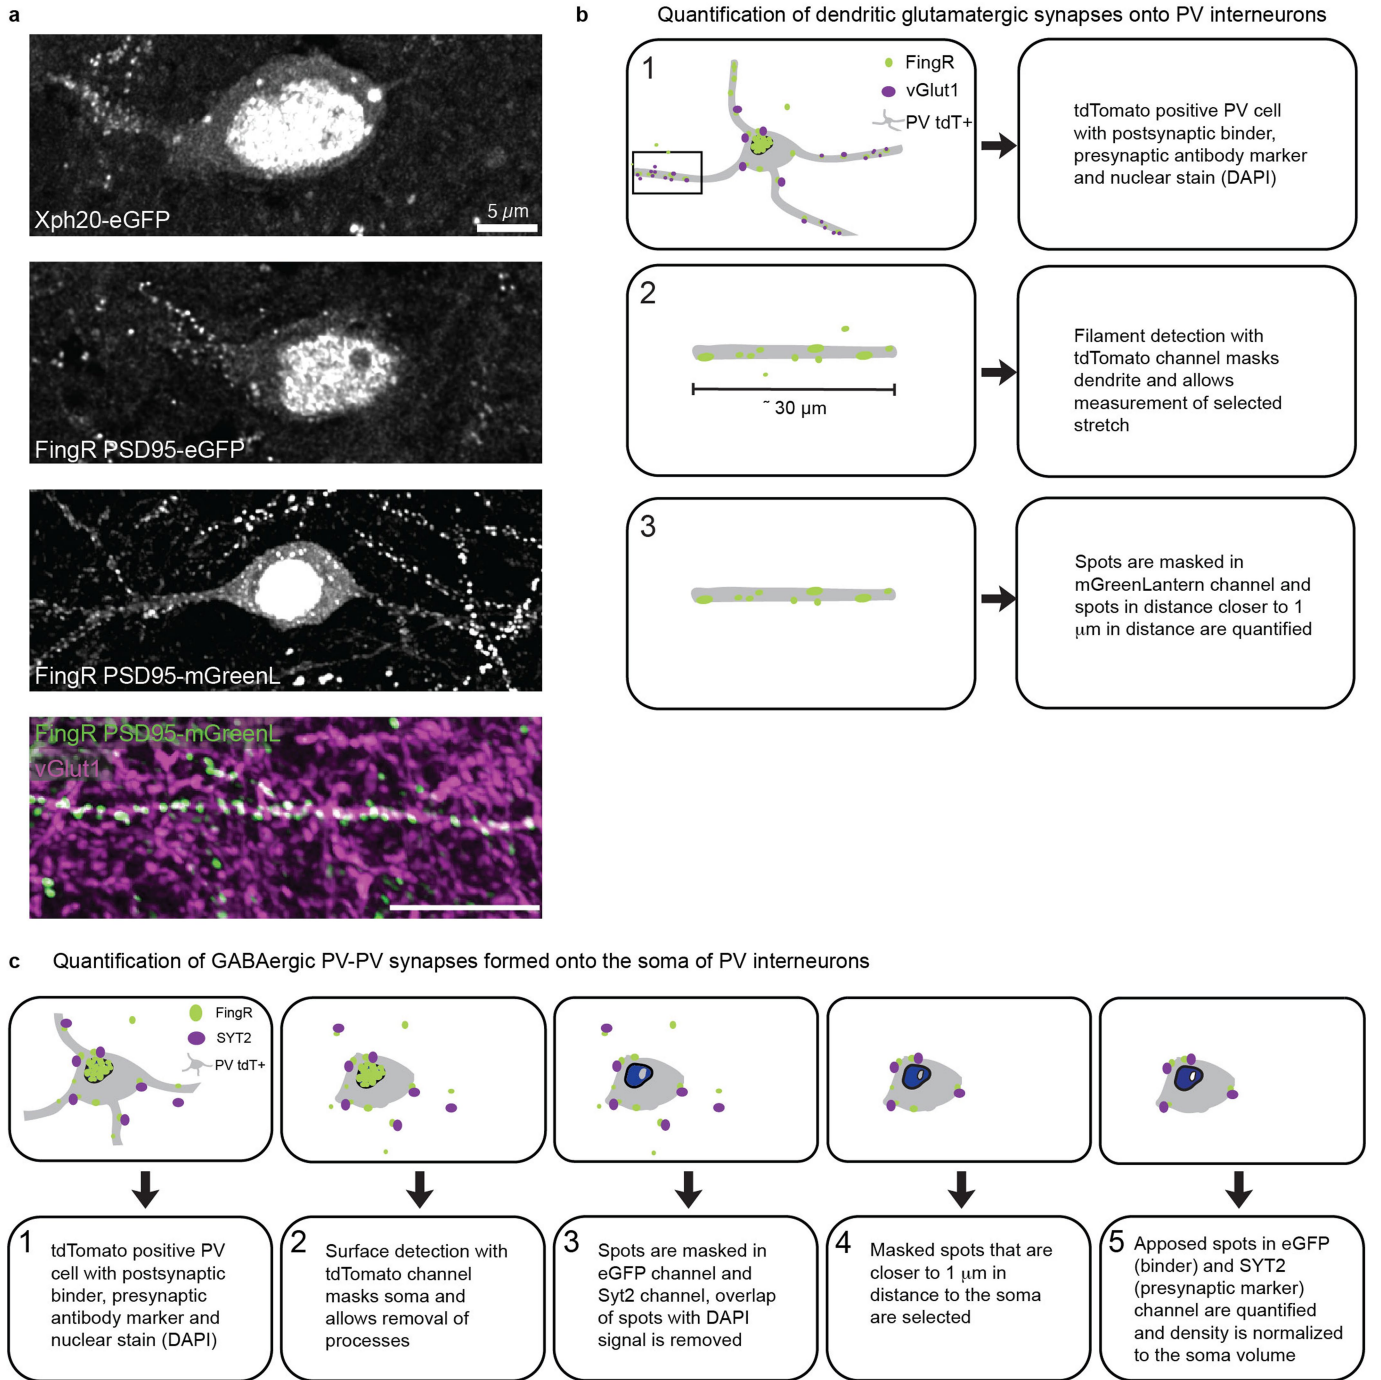 a
Xph20-eGFP
5 µm
FingR PSD95-eGFP
FingR PSD95-mGreenL
FingR PSD95-mGreenL
vGlut1
b
Quantification of dendritic glutamatergic synapses onto PV interneurons
1
FingR
vGlut1
PV tdT+
tdTomato positive PV cell
with postsynaptic binder,
presynaptic antibody marker
and nuclear stain (DAPI)
2
~ 30 µm
Filament detection with
tdTomato channel masks
dendrite and allows
measurement of selected
stretch
3
Spots are masked in
mGreenLantern channel and
spots in distance closer to 1
µm in distance are quantified
c
Quantification of GABAergic PV-PV synapses formed onto the soma of PV interneurons
FingR
SYT2
PV tdT+
1
tdTomato positive PV
cell with postsynaptic
binder, presynaptic
antibody marker and
nuclear stain (DAPI)
2
Surface detection with
tdTomato channel
masks soma and
allows removal of
processes
3
Spots are masked in
eGFP channel and
Syt2 channel, overlap
of spots with DAPI
signal is removed
4
Masked spots that are
closer to 1 µm in
distance to the soma
are selected
5
Apposed spots in eGFP
(binder) and SYT2
(presynaptic marker)
channel are quantified
and density is normalized
to the soma volume